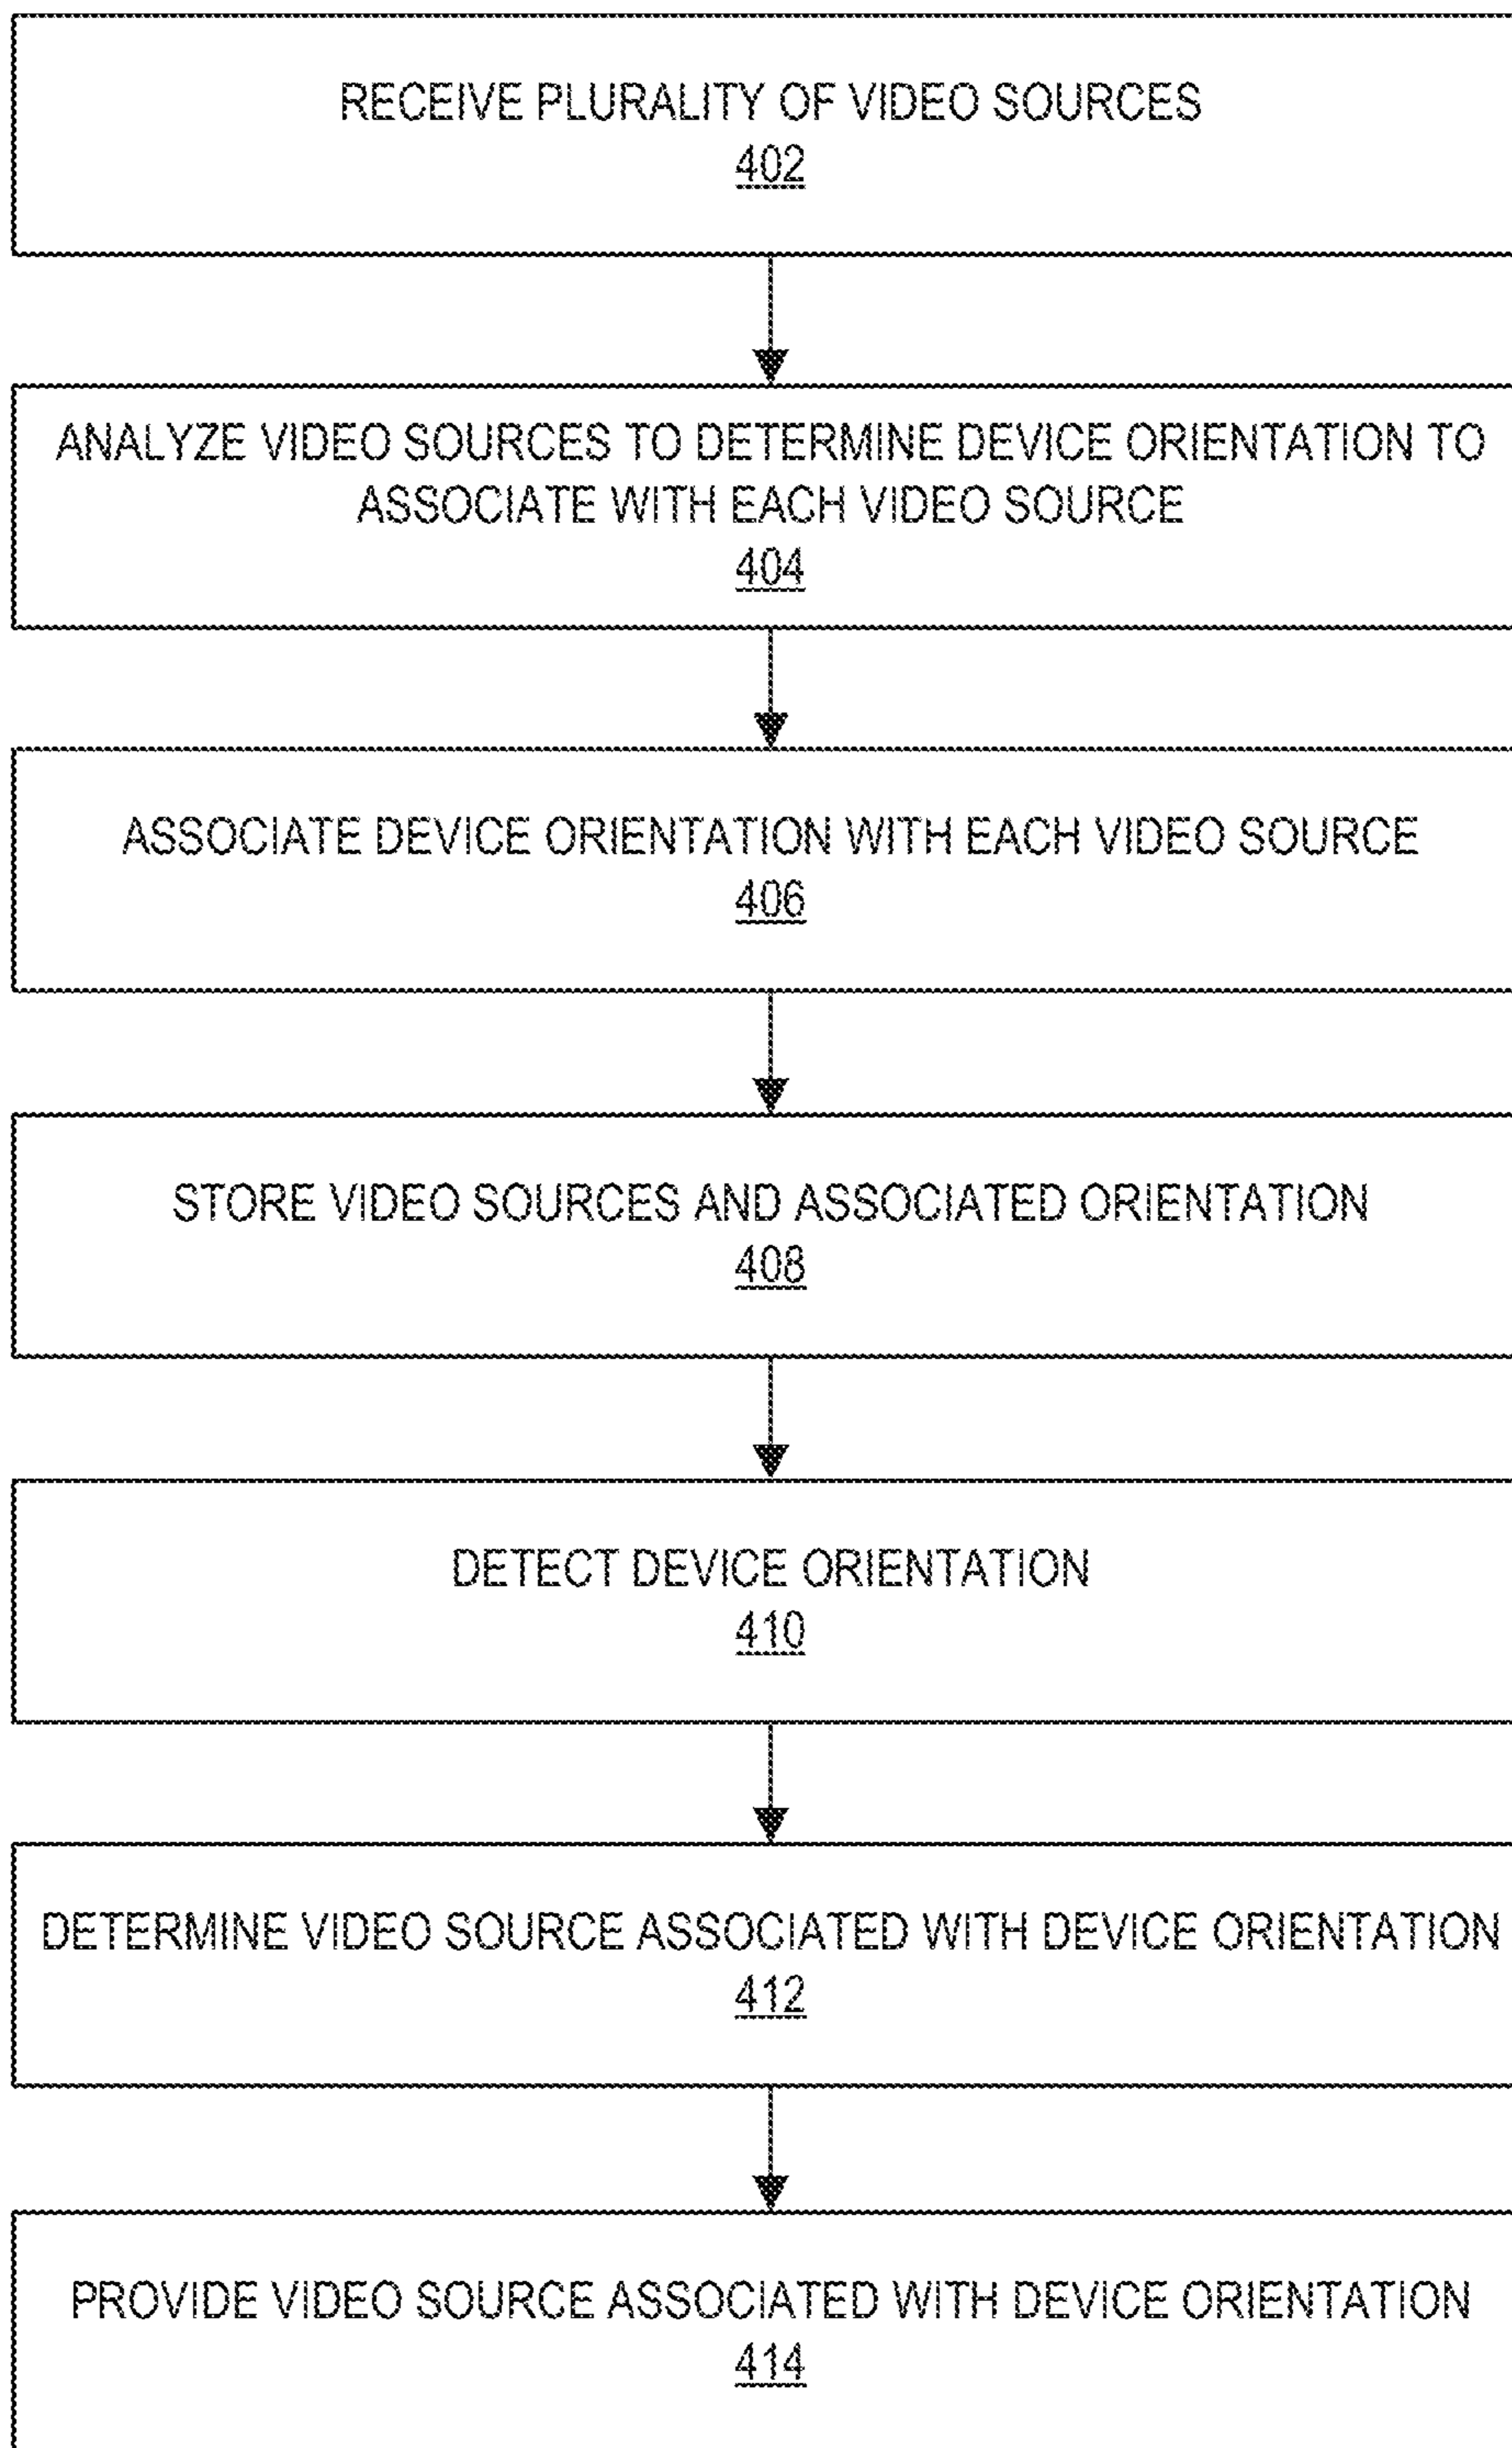 RECEIVE PLURALITY OF VIDEO SOURCES
402
ANALYZE VIDEO SOURCES TO DETERMINE DEVICE ORIENTATION TO
ASSOCIATE WITH EACH VIDEO SOURCE
404
ASSOCIATE DEVICE ORIENTATION WITH EACH VIDEO SOURCE
406
STORE VIDEO SOURCES AND ASSOCIATED ORIENTATION
408
DETECT DEVICE ORIENTATION
410
DETERMINE VIDEO SOURCE ASSOCIATED WITH DEVICE ORIENTATION
412
PROVIDE VIDEO SOURCE ASSOCIATED WITH DEVICE ORIENTATION
414